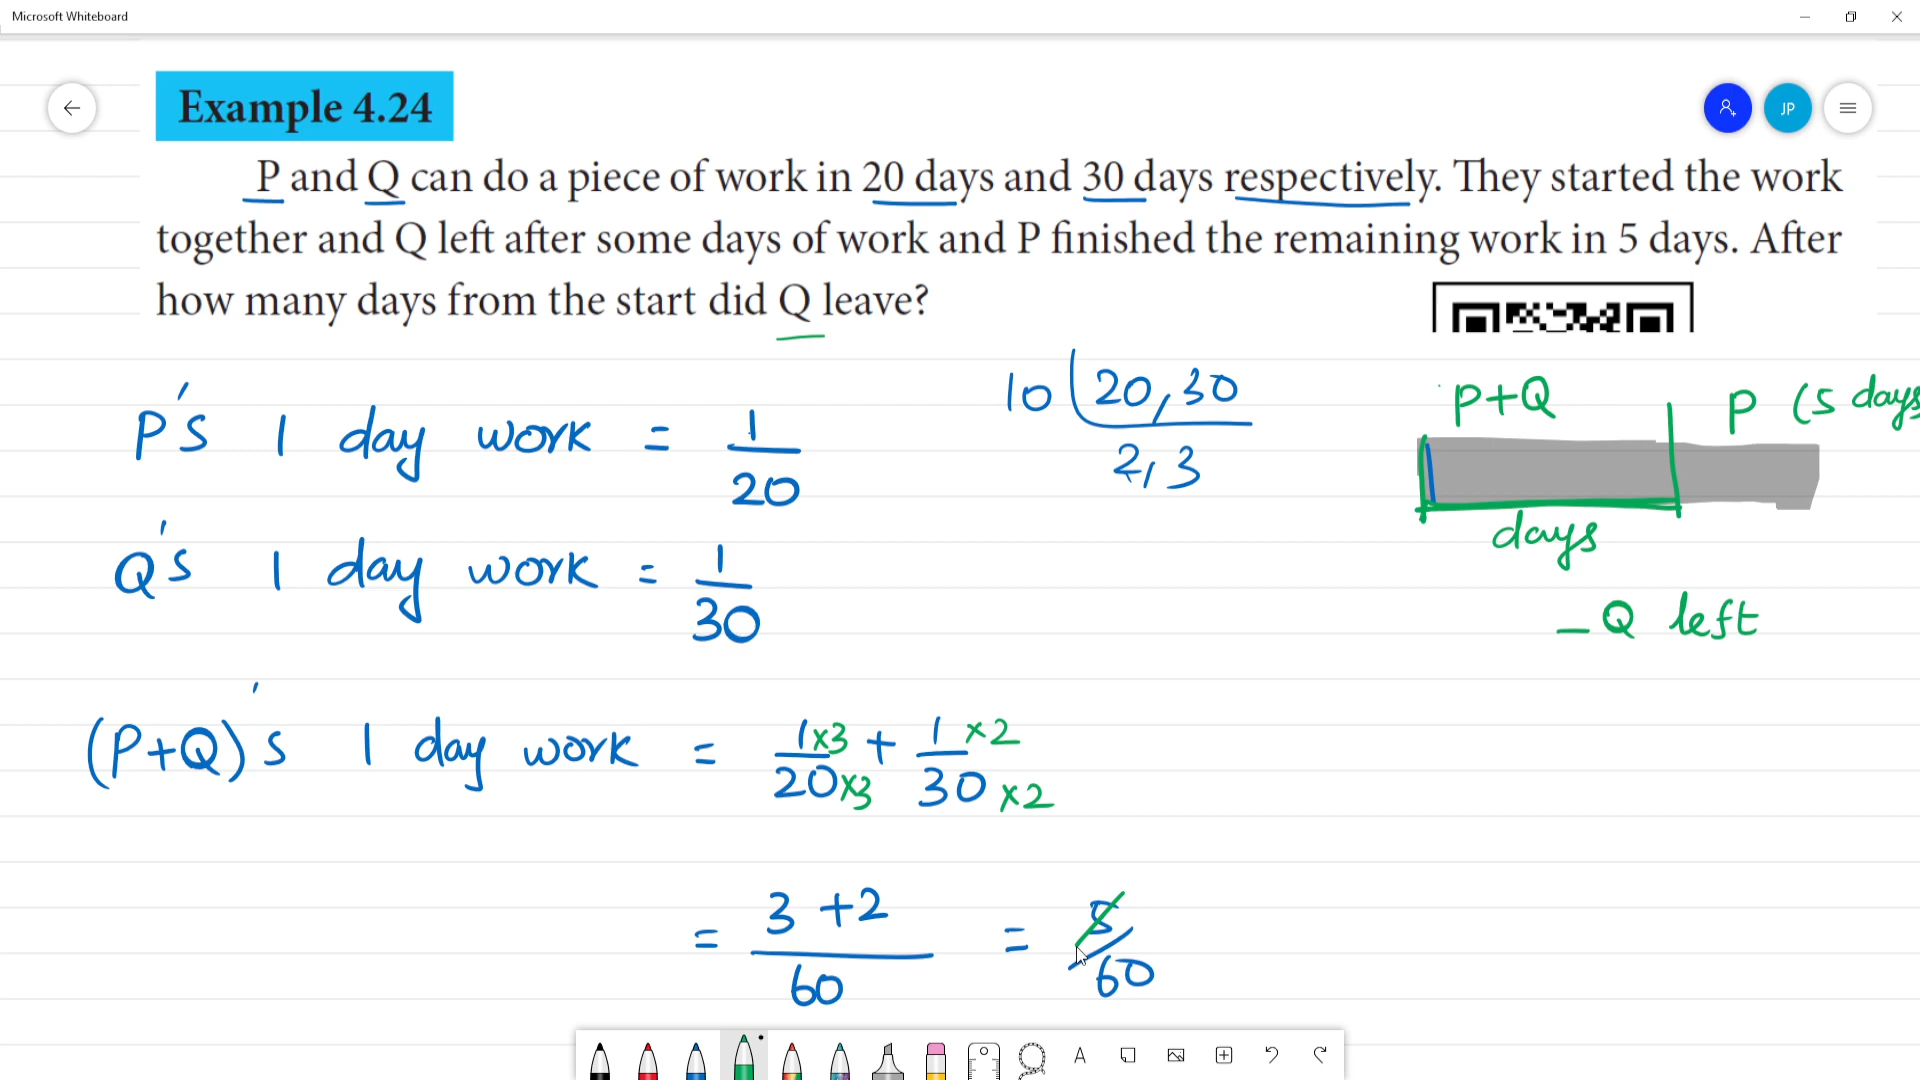 Microsoft Whiteboard
Example 4.24
JP
P and Q can do a piece of work in 20 days and 30 days respectively. They started the work
together and Q left after some days of work and P finished the remaining work in 5 days. After
how many days from the start did Q leave?
P's 1 day work = 1/20
10 | 20, 30
2, 3
P+Q P (5 days
days
Q's 1 day work = 1/30
– Q left
(P+Q)'s 1 day work = 1×3/20×3 + 1×2/30×2
= 3+2/60 = 5/60
A